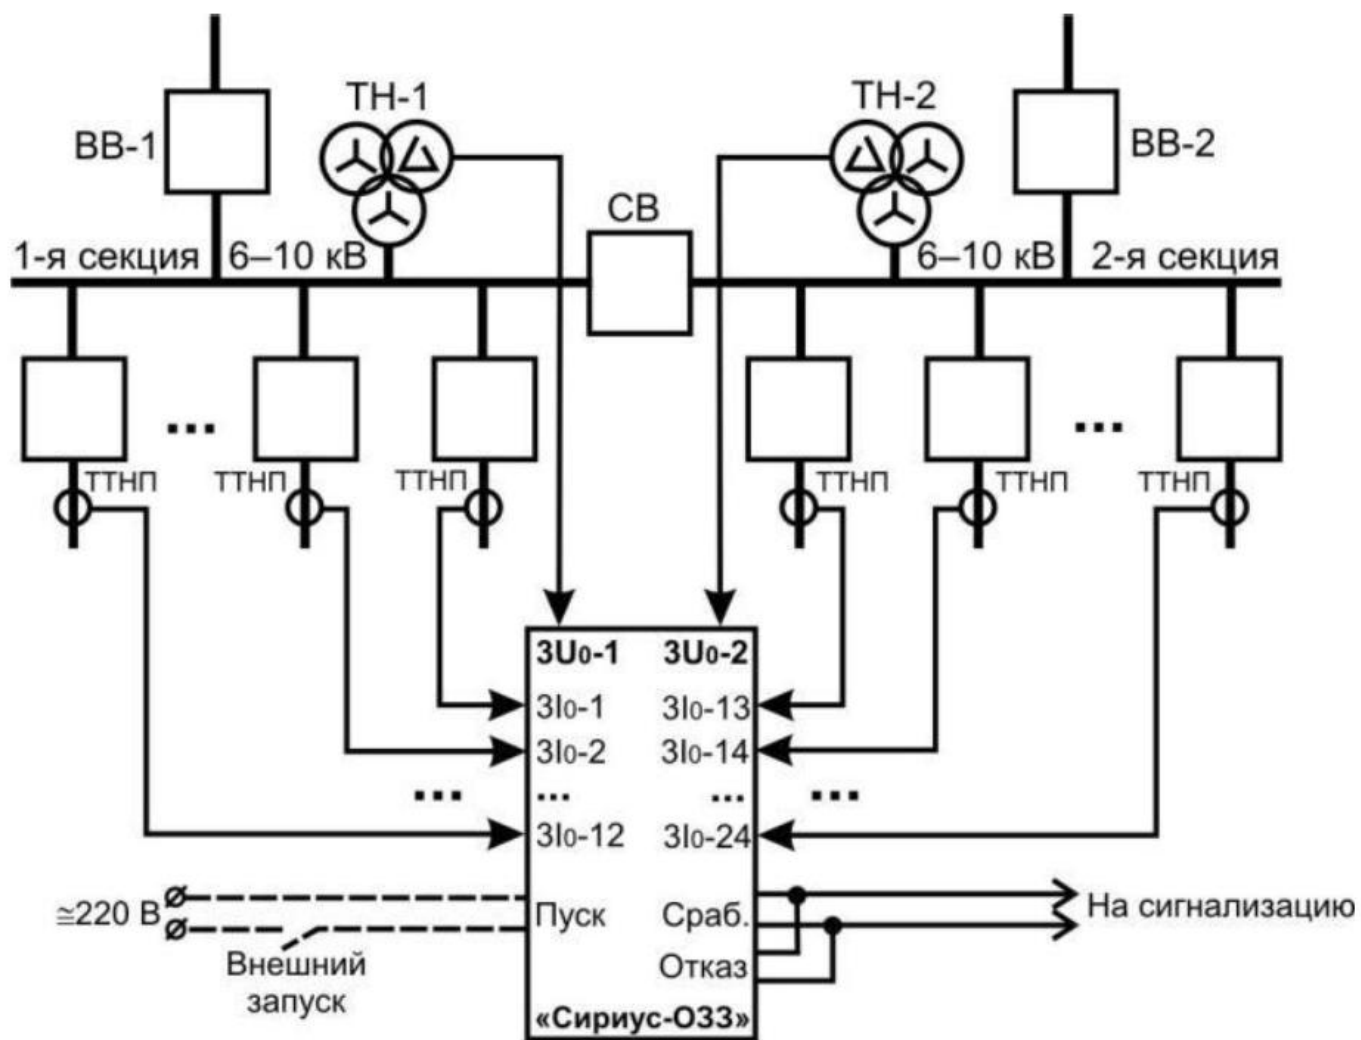 ТН-1
ТН-2
ВВ-1
ВВ-2
СВ
1-я секция
6–10 кВ
6–10 кВ
2-я секция
ТТНП
ТТНП
ТТНП
ТТНП
ТТНП
ТТНП
3U0-1 3U0-2
3I0-1 3I0-13
3I0-2 3I0-14
... ... ... ...
3I0-12 3I0-24
≅220 В
Пуск Сраб.
На сигнализацию
Внешний
запуск
Отказ
«Сириус-ОЗЗ»